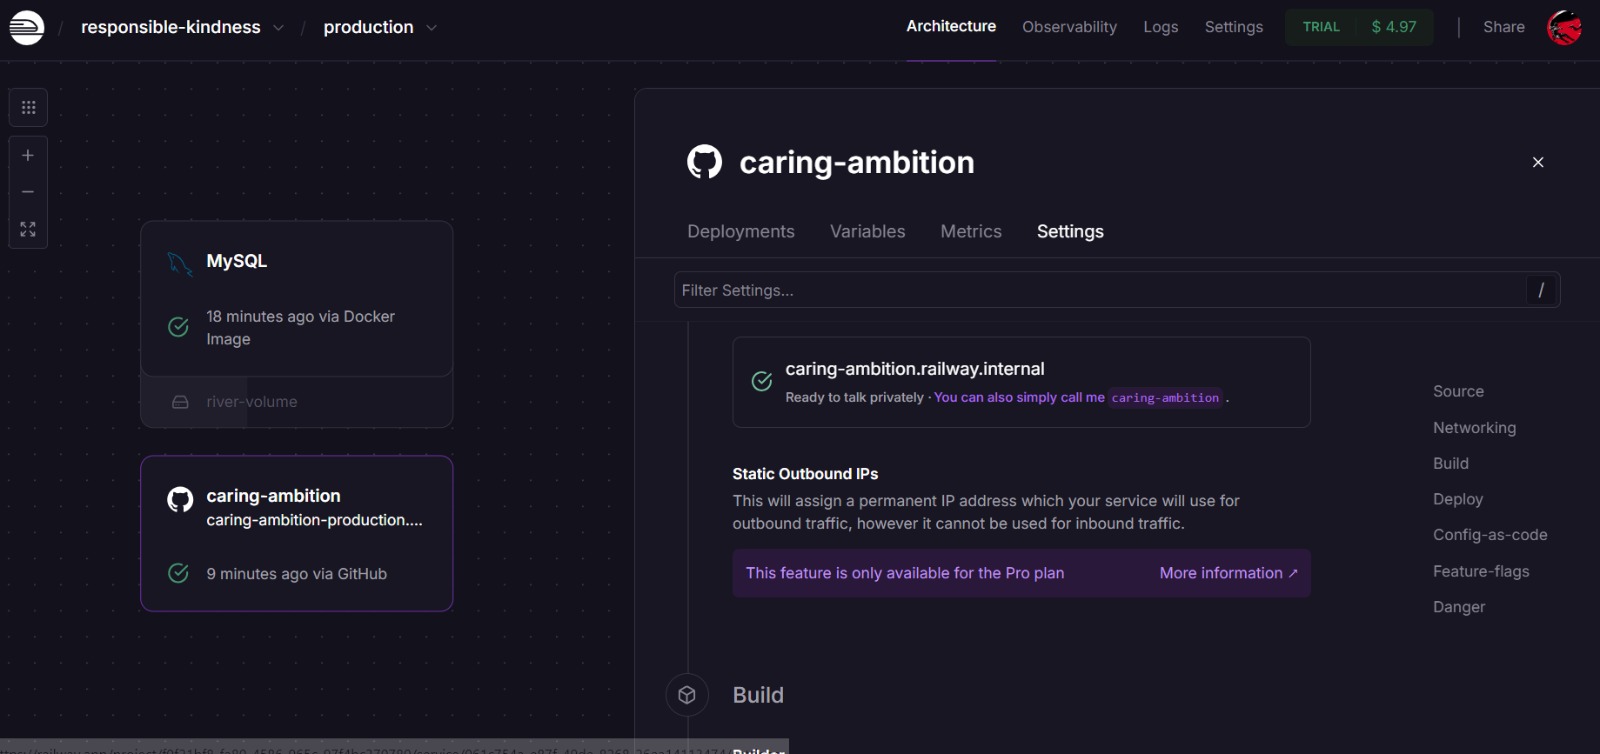 / responsible-kindness / production
Architecture Observability Logs Settings TRIAL $ 4.97 | Share
caring-ambition
Deployments Variables Metrics Settings
Filter Settings... /
MySQL
18 minutes ago via Docker
Image
river-volume
caring-ambition
caring-ambition-production....
9 minutes ago via GitHub
caring-ambition.railway.internal
Ready to talk privately · You can also simply call me caring-ambition .
Static Outbound IPs
This will assign a permanent IP address which your service will use for
outbound traffic, however it cannot be used for inbound traffic.
This feature is only available for the Pro plan More information ↗
Build
Builder
Source
Networking
Build
Deploy
Config-as-code
Feature-flags
Danger